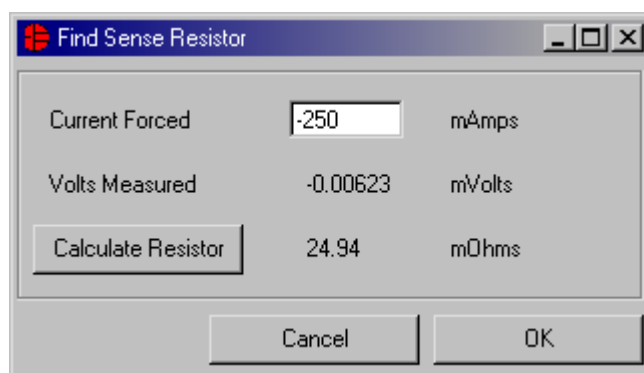 Find Sense Resistor
Current Forced -250 mAmps
Volts Measured -0.00623 mVolts
Calculate Resistor 24.94 mOhms
Cancel OK